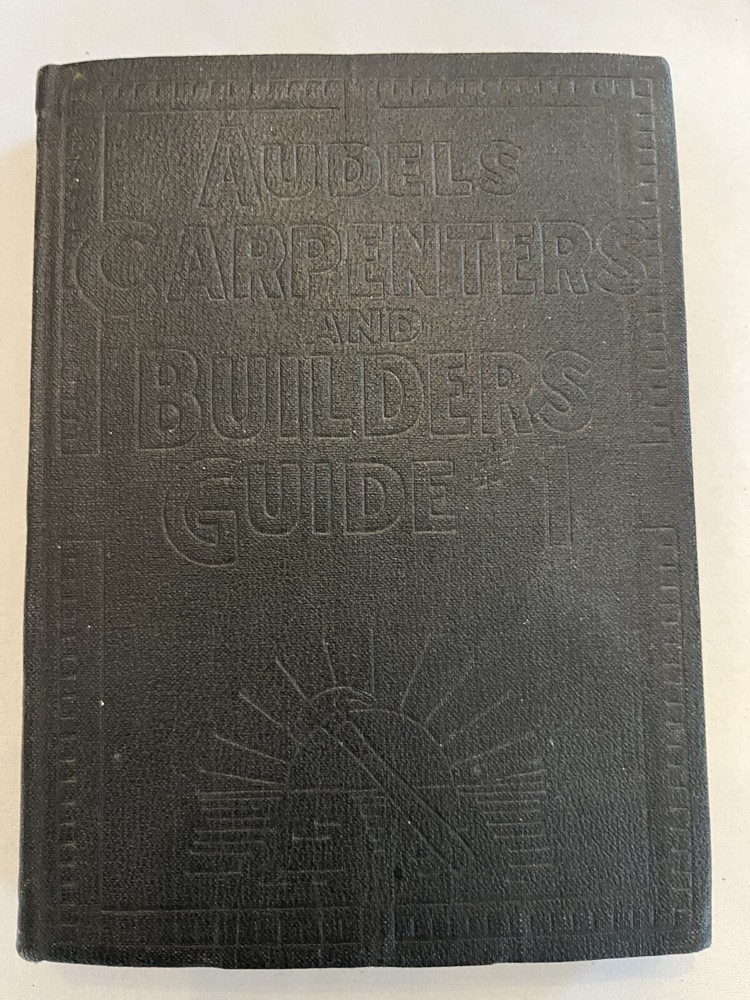 AUDELS
CARPENTERS
AND
BUILDERS
GUIDE #1